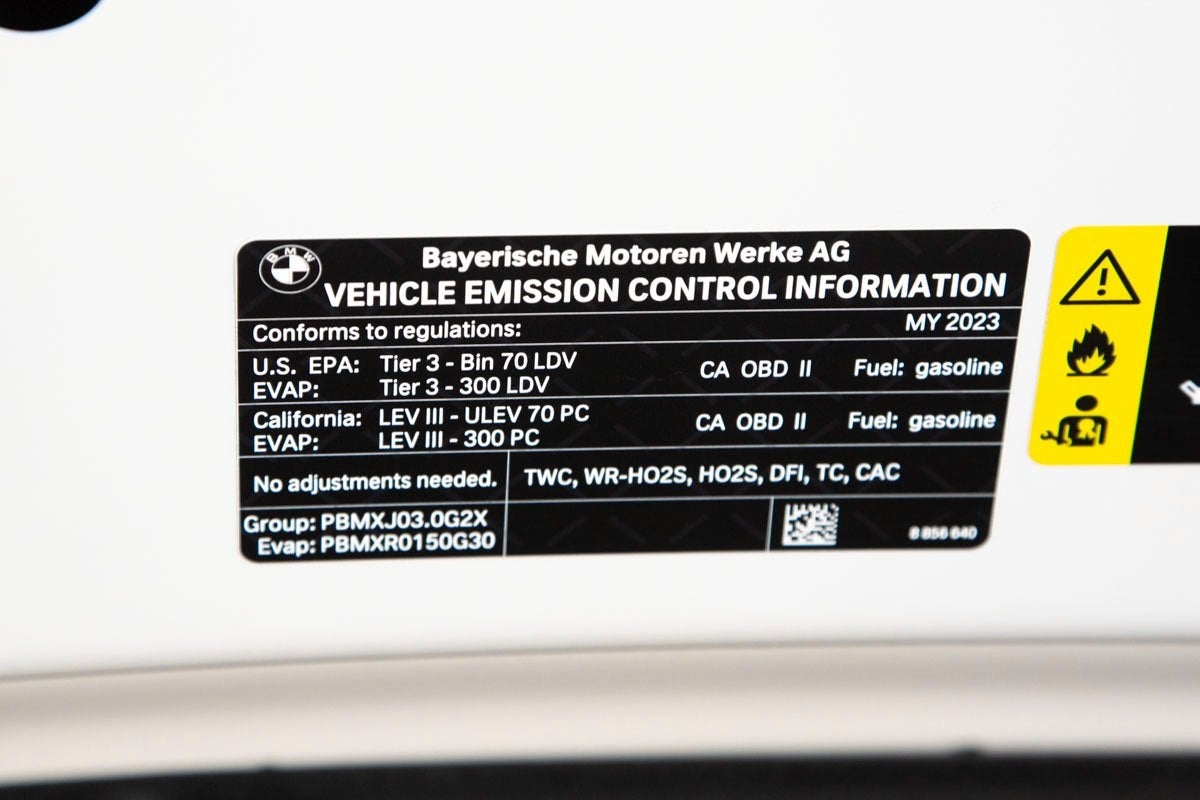 BMW
Bayerische Motoren Werke AG
VEHICLE EMISSION CONTROL INFORMATION
Conforms to regulations: MY 2023
U.S. EPA: Tier 3 - Bin 70 LDV CA OBD II Fuel: gasoline
EVAP: Tier 3 - 300 LDV
California: LEV III - ULEV 70 PC CA OBD II Fuel: gasoline
EVAP: LEV III - 300 PC
No adjustments needed. TWC, WR-HO2S, HO2S, DFI, TC, CAC
Group: PBMXJ03.0G2X
Evap: PBMXR0150G30
8 856 640